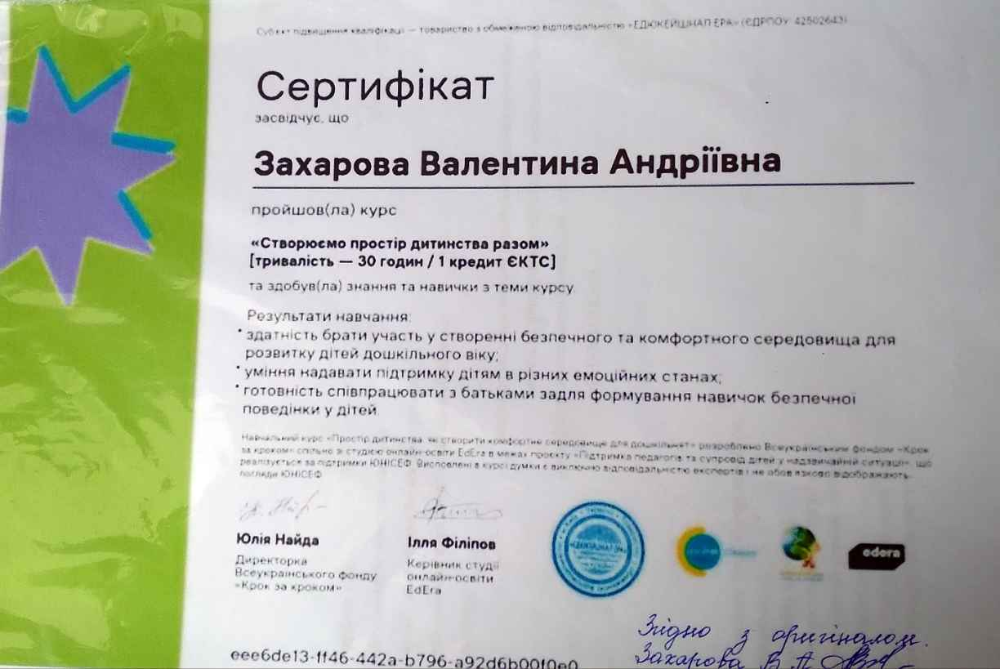 Суб'єкт підвищення кваліфікації — товариство з обмеженою відповідальністю «ЕДЮКЕЙШНАЛ ЕРА» (ЄДРПОУ: 42502643)
Сертифікат
засвідчує, що
Захарова Валентина Андріївна
пройшов(ла) курс
«Створюємо простір дитинства разом»
[тривалість — 30 годин / 1 кредит ЄКТС]
та здобув(ла) знання та навички з теми курсу.
Результати навчання:
• здатність брати участь у створенні безпечного та комфортного середовища для
розвитку дітей дошкільного віку;
• уміння надавати підтримку дітям в різних емоційних станах;
• готовність співпрацювати з батьками задля формування навичок безпечної
поведінки у дітей.
Навчальний курс «Простір дитинства: як створити комфортне середовище для дошкільнят» розроблено Всеукраїнським фондом «Крок
за кроком» спільно зі студією онлайн-освіти EdEra в межах проєкту «Підтримка педагогів та супровід дітей у надзвичайній ситуації», що
реалізується за підтримки ЮНІСЕФ. Висловлені в курсі думки є виключно відповідальністю експертів і не обов'язково відображають
погляди ЮНІСЕФ
Юлія Найда
Директорка
Всеукраїнського фонду
«Крок за кроком»
Ілля Філіпов
Керівник студії
онлайн-освіти
EdEra
edera
Згідно з оригіналом.
Захарова В. А.
eee6de13-ff46-442a-b796-a92d6b00f0e0